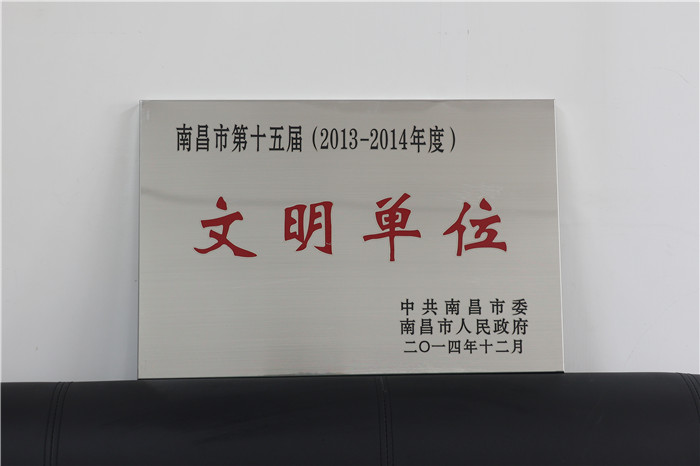 南昌市第十五届(2013-2014年度)
文明单位
中共南昌市委
南昌市人民政府
二〇一四年十二月